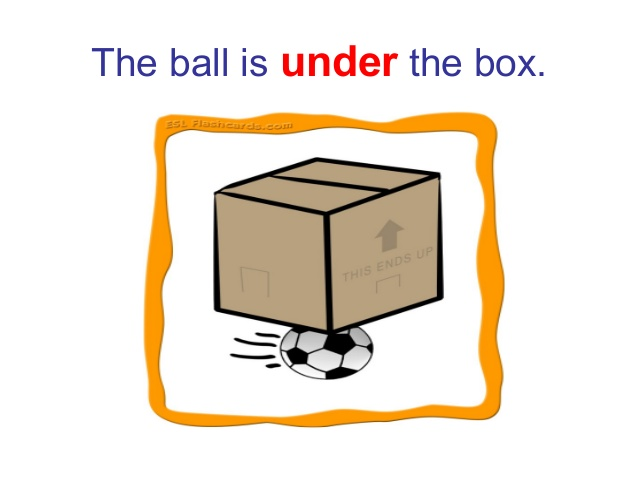 The ball is under the box.
ESL Flashcards.com
THIS ENDS UP